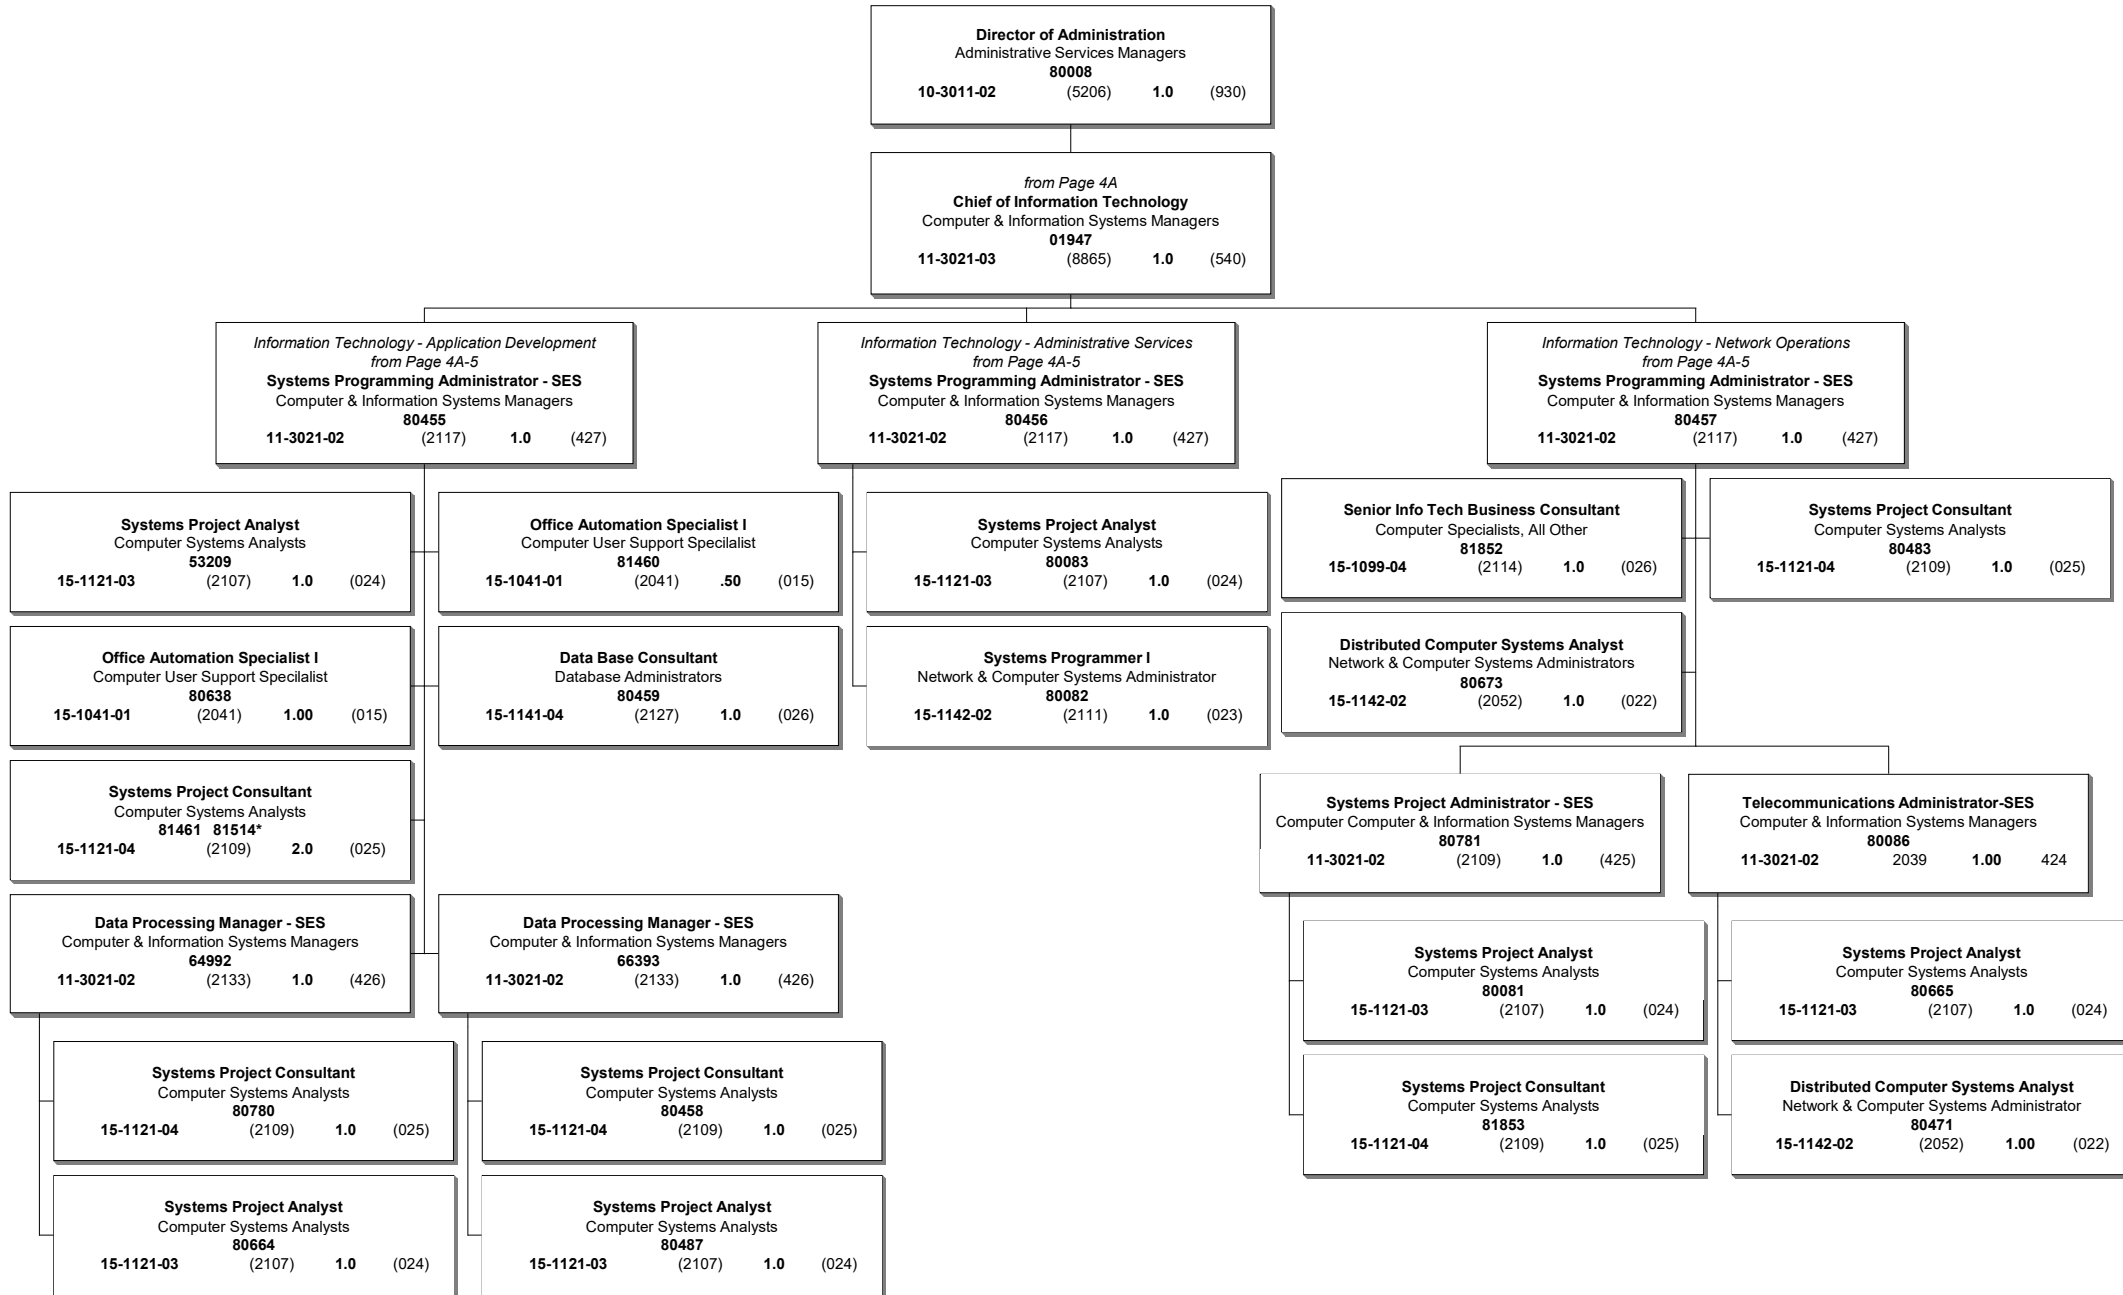 Director of Administration
Administrative Services Managers
80008
10-3011-02 (5206) 1.0 (930)
from Page 4A
Chief of Information Technology
Computer & Information Systems Managers
01947
11-3021-03 (8865) 1.0 (540)
Information Technology - Application Development
from Page 4A-5
Systems Programming Administrator - SES
Computer & Information Systems Managers
80455
11-3021-02 (2117) 1.0 (427)
Information Technology - Administrative Services
from Page 4A-5
Systems Programming Administrator - SES
Computer & Information Systems Managers
80456
11-3021-02 (2117) 1.0 (427)
Information Technology - Network Operations
from Page 4A-5
Systems Programming Administrator - SES
Computer & Information Systems Managers
80457
11-3021-02 (2117) 1.0 (427)
Systems Project Analyst
Computer Systems Analysts
53209
15-1121-03 (2107) 1.0 (024)
Office Automation Specialist I
Computer User Support Specilalist
81460
15-1041-01 (2041) .50 (015)
Office Automation Specialist I
Computer User Support Specilalist
80638
15-1041-01 (2041) 1.00 (015)
Data Base Consultant
Database Administrators
80459
15-1141-04 (2127) 1.0 (026)
Systems Project Consultant
Computer Systems Analysts
81461 81514*
15-1121-04 (2109) 2.0 (025)
Data Processing Manager - SES
Computer & Information Systems Managers
64992
11-3021-02 (2133) 1.0 (426)
Data Processing Manager - SES
Computer & Information Systems Managers
66393
11-3021-02 (2133) 1.0 (426)
Systems Project Consultant
Computer Systems Analysts
80780
15-1121-04 (2109) 1.0 (025)
Systems Project Analyst
Computer Systems Analysts
80664
15-1121-03 (2107) 1.0 (024)
Systems Project Consultant
Computer Systems Analysts
80458
15-1121-04 (2109) 1.0 (025)
Systems Project Analyst
Computer Systems Analysts
80487
15-1121-03 (2107) 1.0 (024)
Systems Project Analyst
Computer Systems Analysts
80083
15-1121-03 (2107) 1.0 (024)
Systems Programmer I
Network & Computer Systems Administrator
80082
15-1142-02 (2111) 1.0 (023)
Senior Info Tech Business Consultant
Computer Specialists, All Other
81852
15-1099-04 (2114) 1.0 (026)
Systems Project Consultant
Computer Systems Analysts
80483
15-1121-04 (2109) 1.0 (025)
Distributed Computer Systems Analyst
Network & Computer Systems Administrators
80673
15-1142-02 (2052) 1.0 (022)
Systems Project Administrator - SES
Computer Computer & Information Systems Managers
80781
11-3021-02 (2109) 1.0 (425)
Telecommunications Administrator-SES
Computer & Information Systems Managers
80086
11-3021-02 2039 1.00 424
Systems Project Analyst
Computer Systems Analysts
80081
15-1121-03 (2107) 1.0 (024)
Systems Project Consultant
Computer Systems Analysts
81853
15-1121-04 (2109) 1.0 (025)
Systems Project Analyst
Computer Systems Analysts
80665
15-1121-03 (2107) 1.0 (024)
Distributed Computer Systems Analyst
Network & Computer Systems Administrator
80471
15-1142-02 (2052) 1.00 (022)